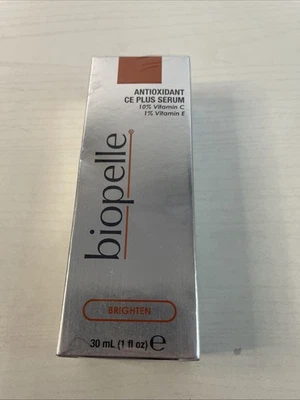 ANTIOXIDANT
CE PLUS SERUM
10% Vitamin C
1% Vitamin E
biopelle®
BRIGHTEN
30 mL (1 fl oz) ℮